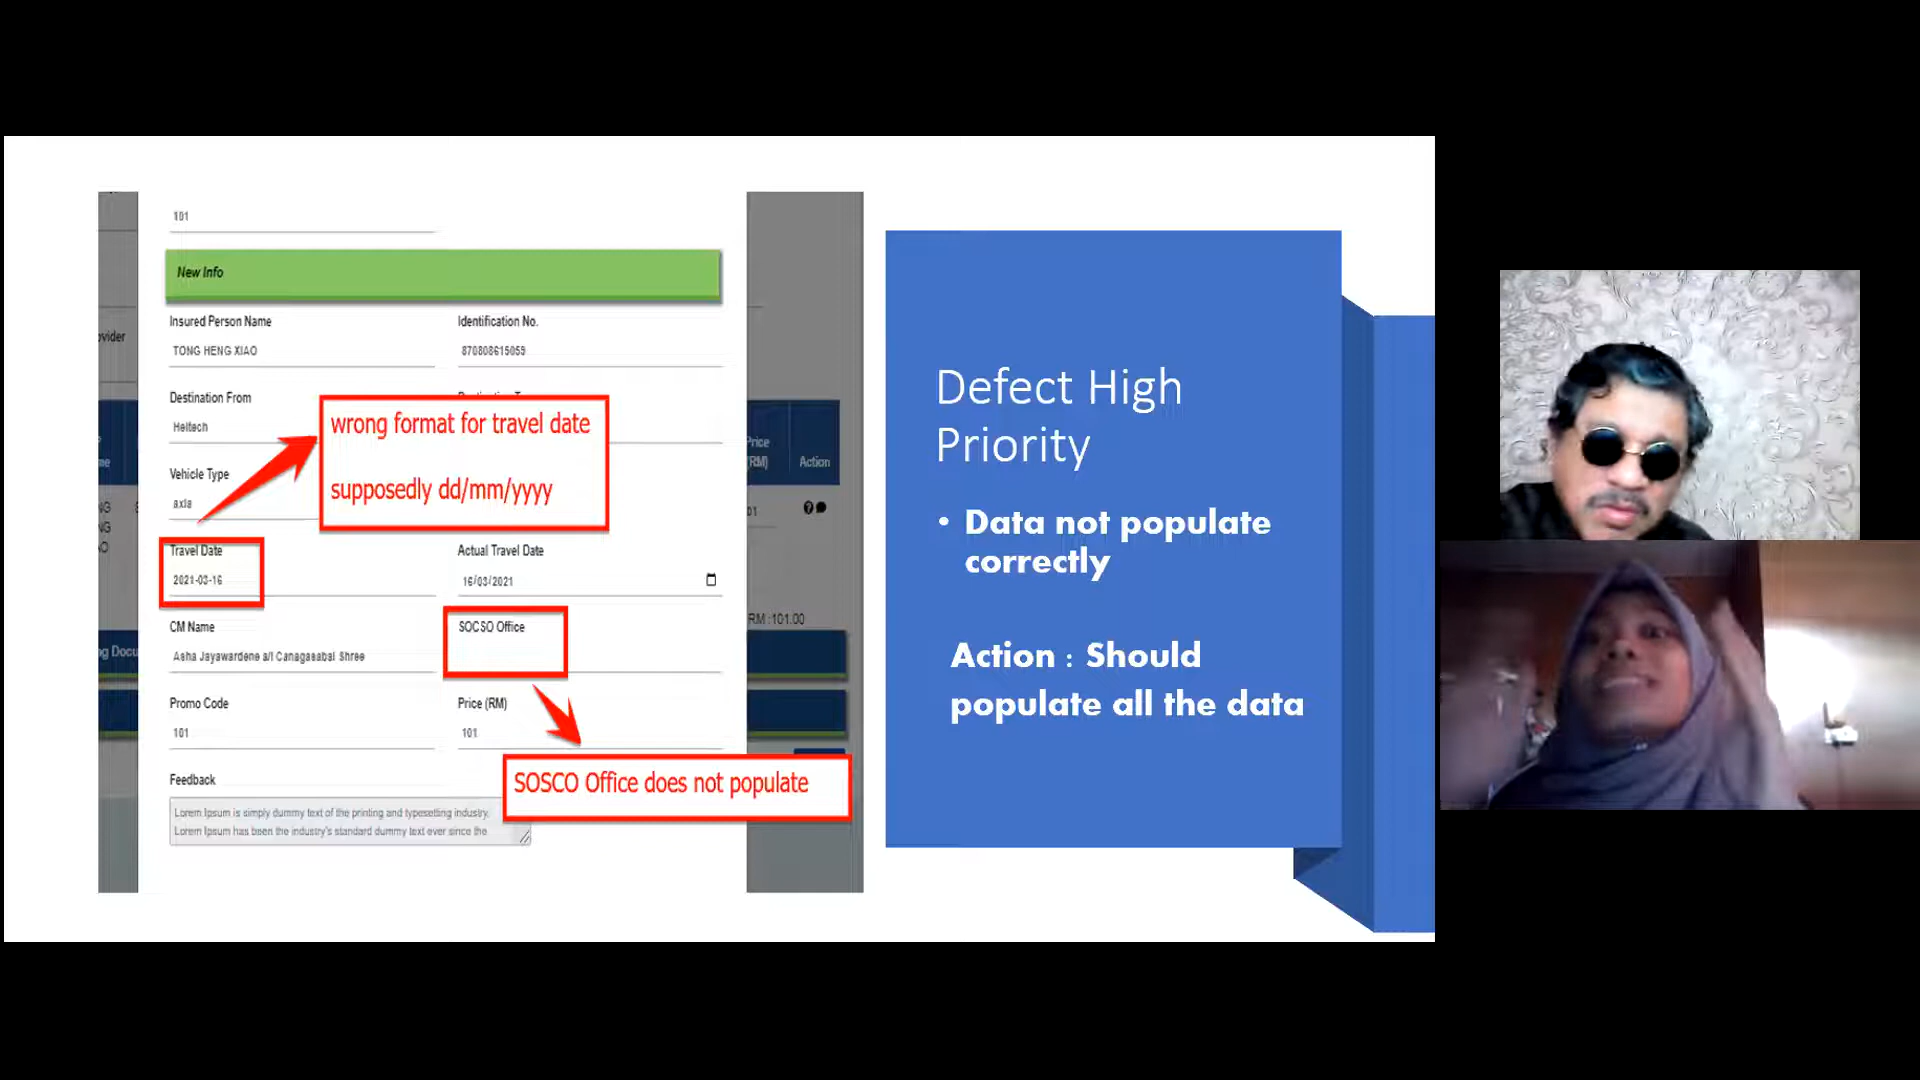 101
New Info
Insured Person Name
Identification No.
TONG HENG XIAO
870808615059
Destination From
Heitech
Vehicle Type
axia
wrong format for travel date
supposedly dd/mm/yyyy
Travel Date
2021-03-16
Actual Travel Date
16/03/2021
CM Name
Asha Jayawardene a/l Canagasabai Shree
SOCSO Office
Promo Code
101
Price (RM)
101
SOSCO Office does not populate
Feedback
Lorem Ipsum is simply dummy text of the printing and typesetting industry.
Lorem Ipsum has been the industry's standard dummy text ever since the
Price
(RM)
Action
RM :101.00
Defect High
Priority
• Data not populate
correctly
Action : Should
populate all the data